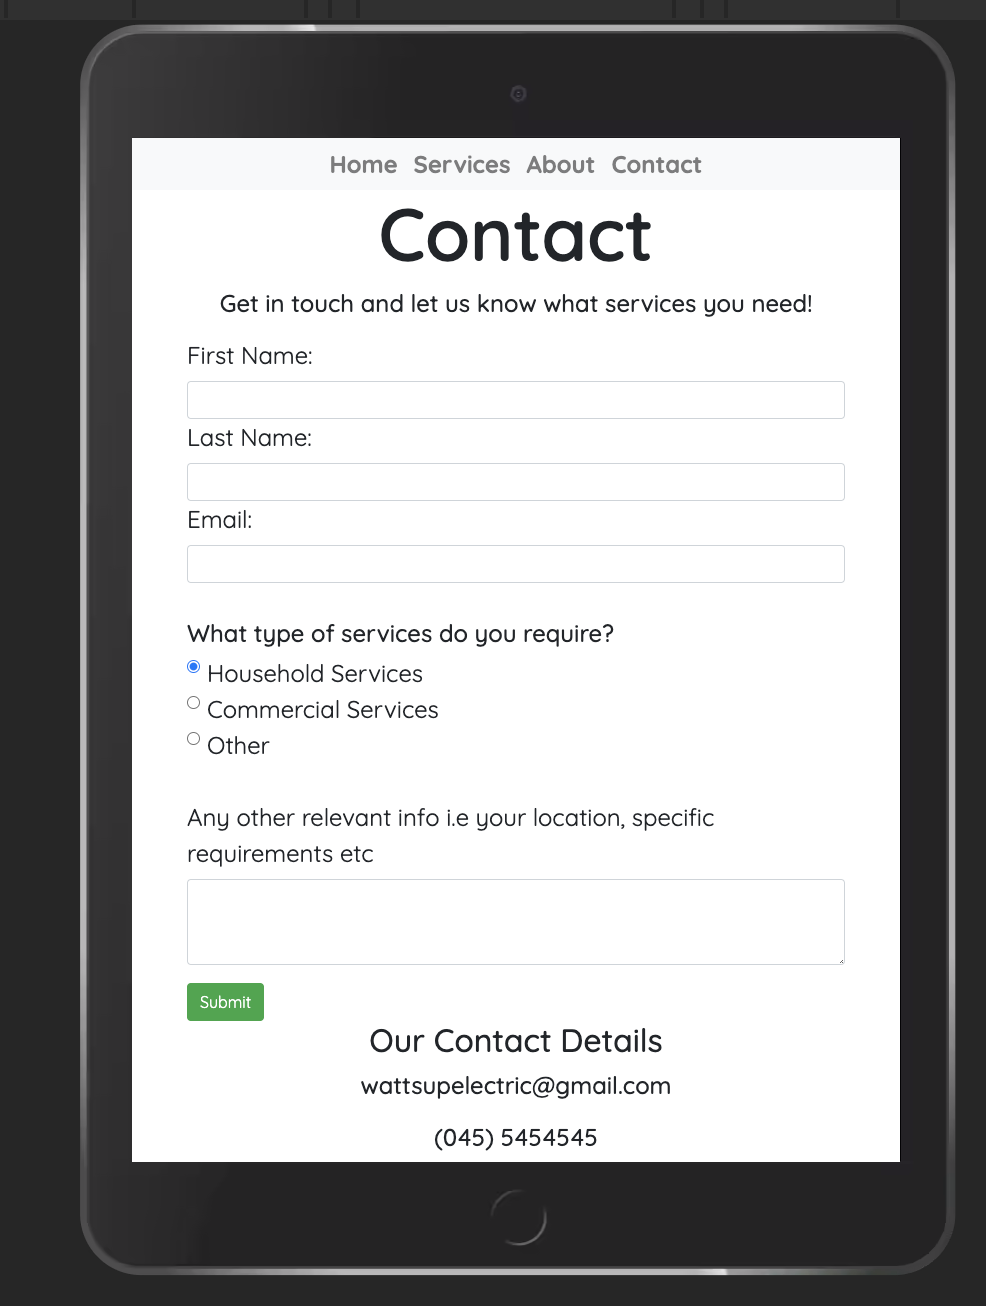 Home Services About Contact
Contact
Get in touch and let us know what services you need!
First Name:
Last Name:
Email:
What type of services do you require?
Household Services
Commercial Services
Other
Any other relevant info i.e your location, specific
requirements etc
Submit
Our Contact Details
wattsupelectric@gmail.com
(045) 5454545